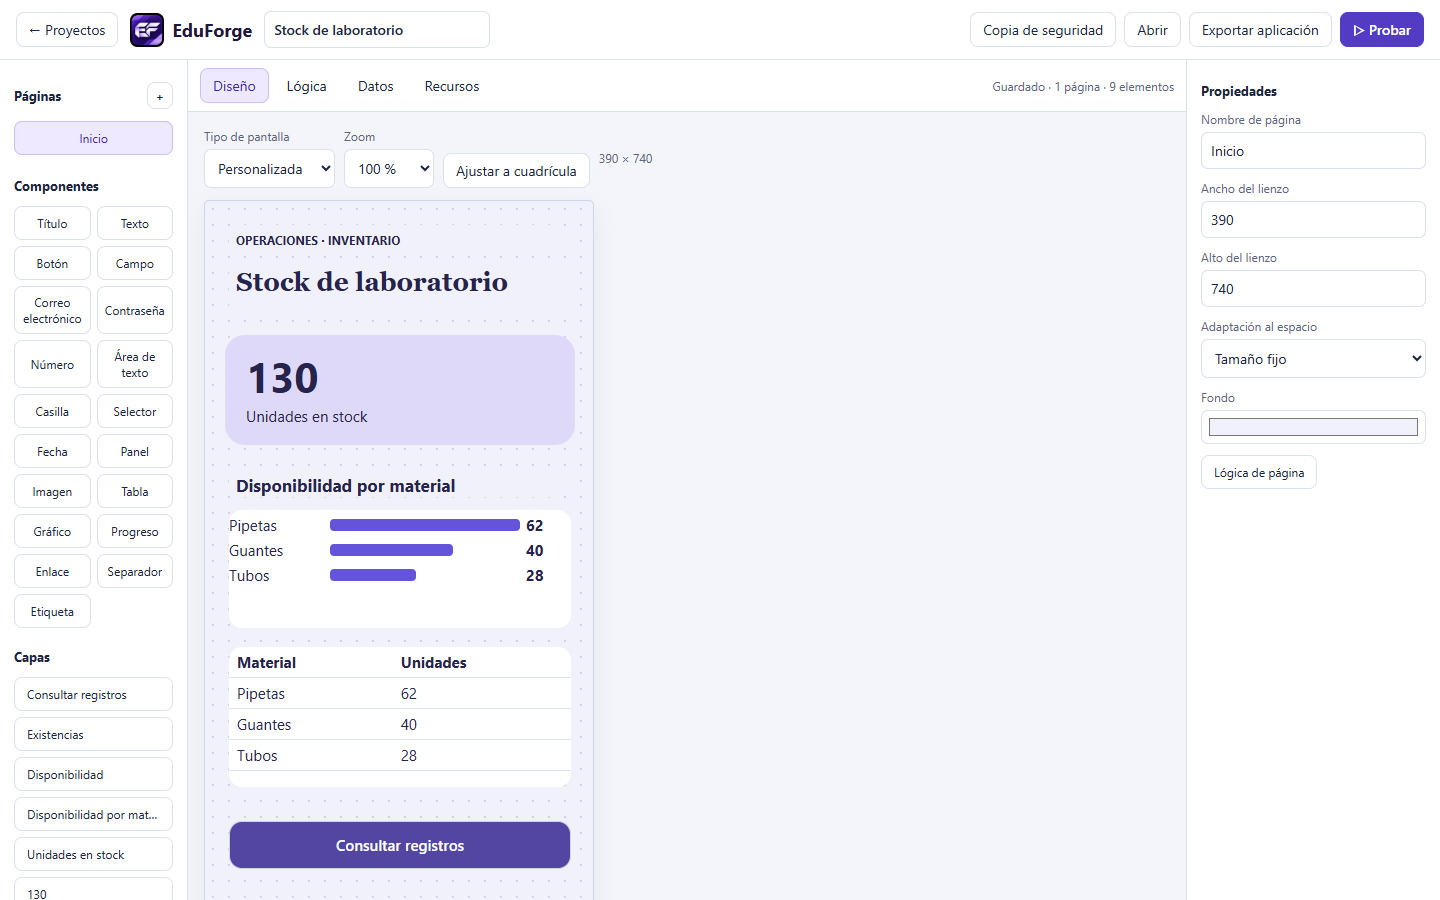 ← Proyectos
EF
EduForge
Stock de laboratorio
Copia de seguridad
Abrir
Exportar aplicación
▷ Probar
Páginas
+
Inicio
Componentes
Título
Texto
Botón
Campo
Correo electrónico
Contraseña
Número
Área de texto
Casilla
Selector
Fecha
Panel
Imagen
Tabla
Gráfico
Progreso
Enlace
Separador
Etiqueta
Capas
Consultar registros
Existencias
Disponibilidad
Disponibilidad por mat...
Unidades en stock
130
Diseño
Lógica
Datos
Recursos
Guardado · 1 página · 9 elementos
Tipo de pantalla
Personalizada
Zoom
100 %
Ajustar a cuadrícula
390 × 740
OPERACIONES · INVENTARIO
Stock de laboratorio
130
Unidades en stock
Disponibilidad por material
Pipetas 62
Guantes 40
Tubos 28
Material Unidades
Pipetas 62
Guantes 40
Tubos 28
Consultar registros
Propiedades
Nombre de página
Inicio
Ancho del lienzo
390
Alto del lienzo
740
Adaptación al espacio
Tamaño fijo
Fondo
Lógica de página